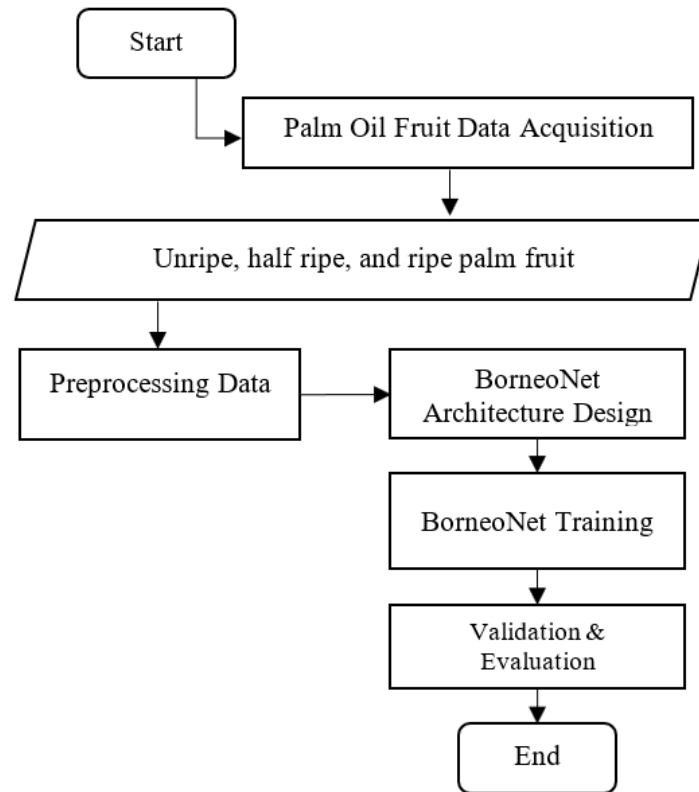 Start
Palm Oil Fruit Data Acquisition
Unripe, half ripe, and ripe palm fruit
Preprocessing Data
BorneoNet
Architecture Design
BorneoNet Training
Validation &
Evaluation
End